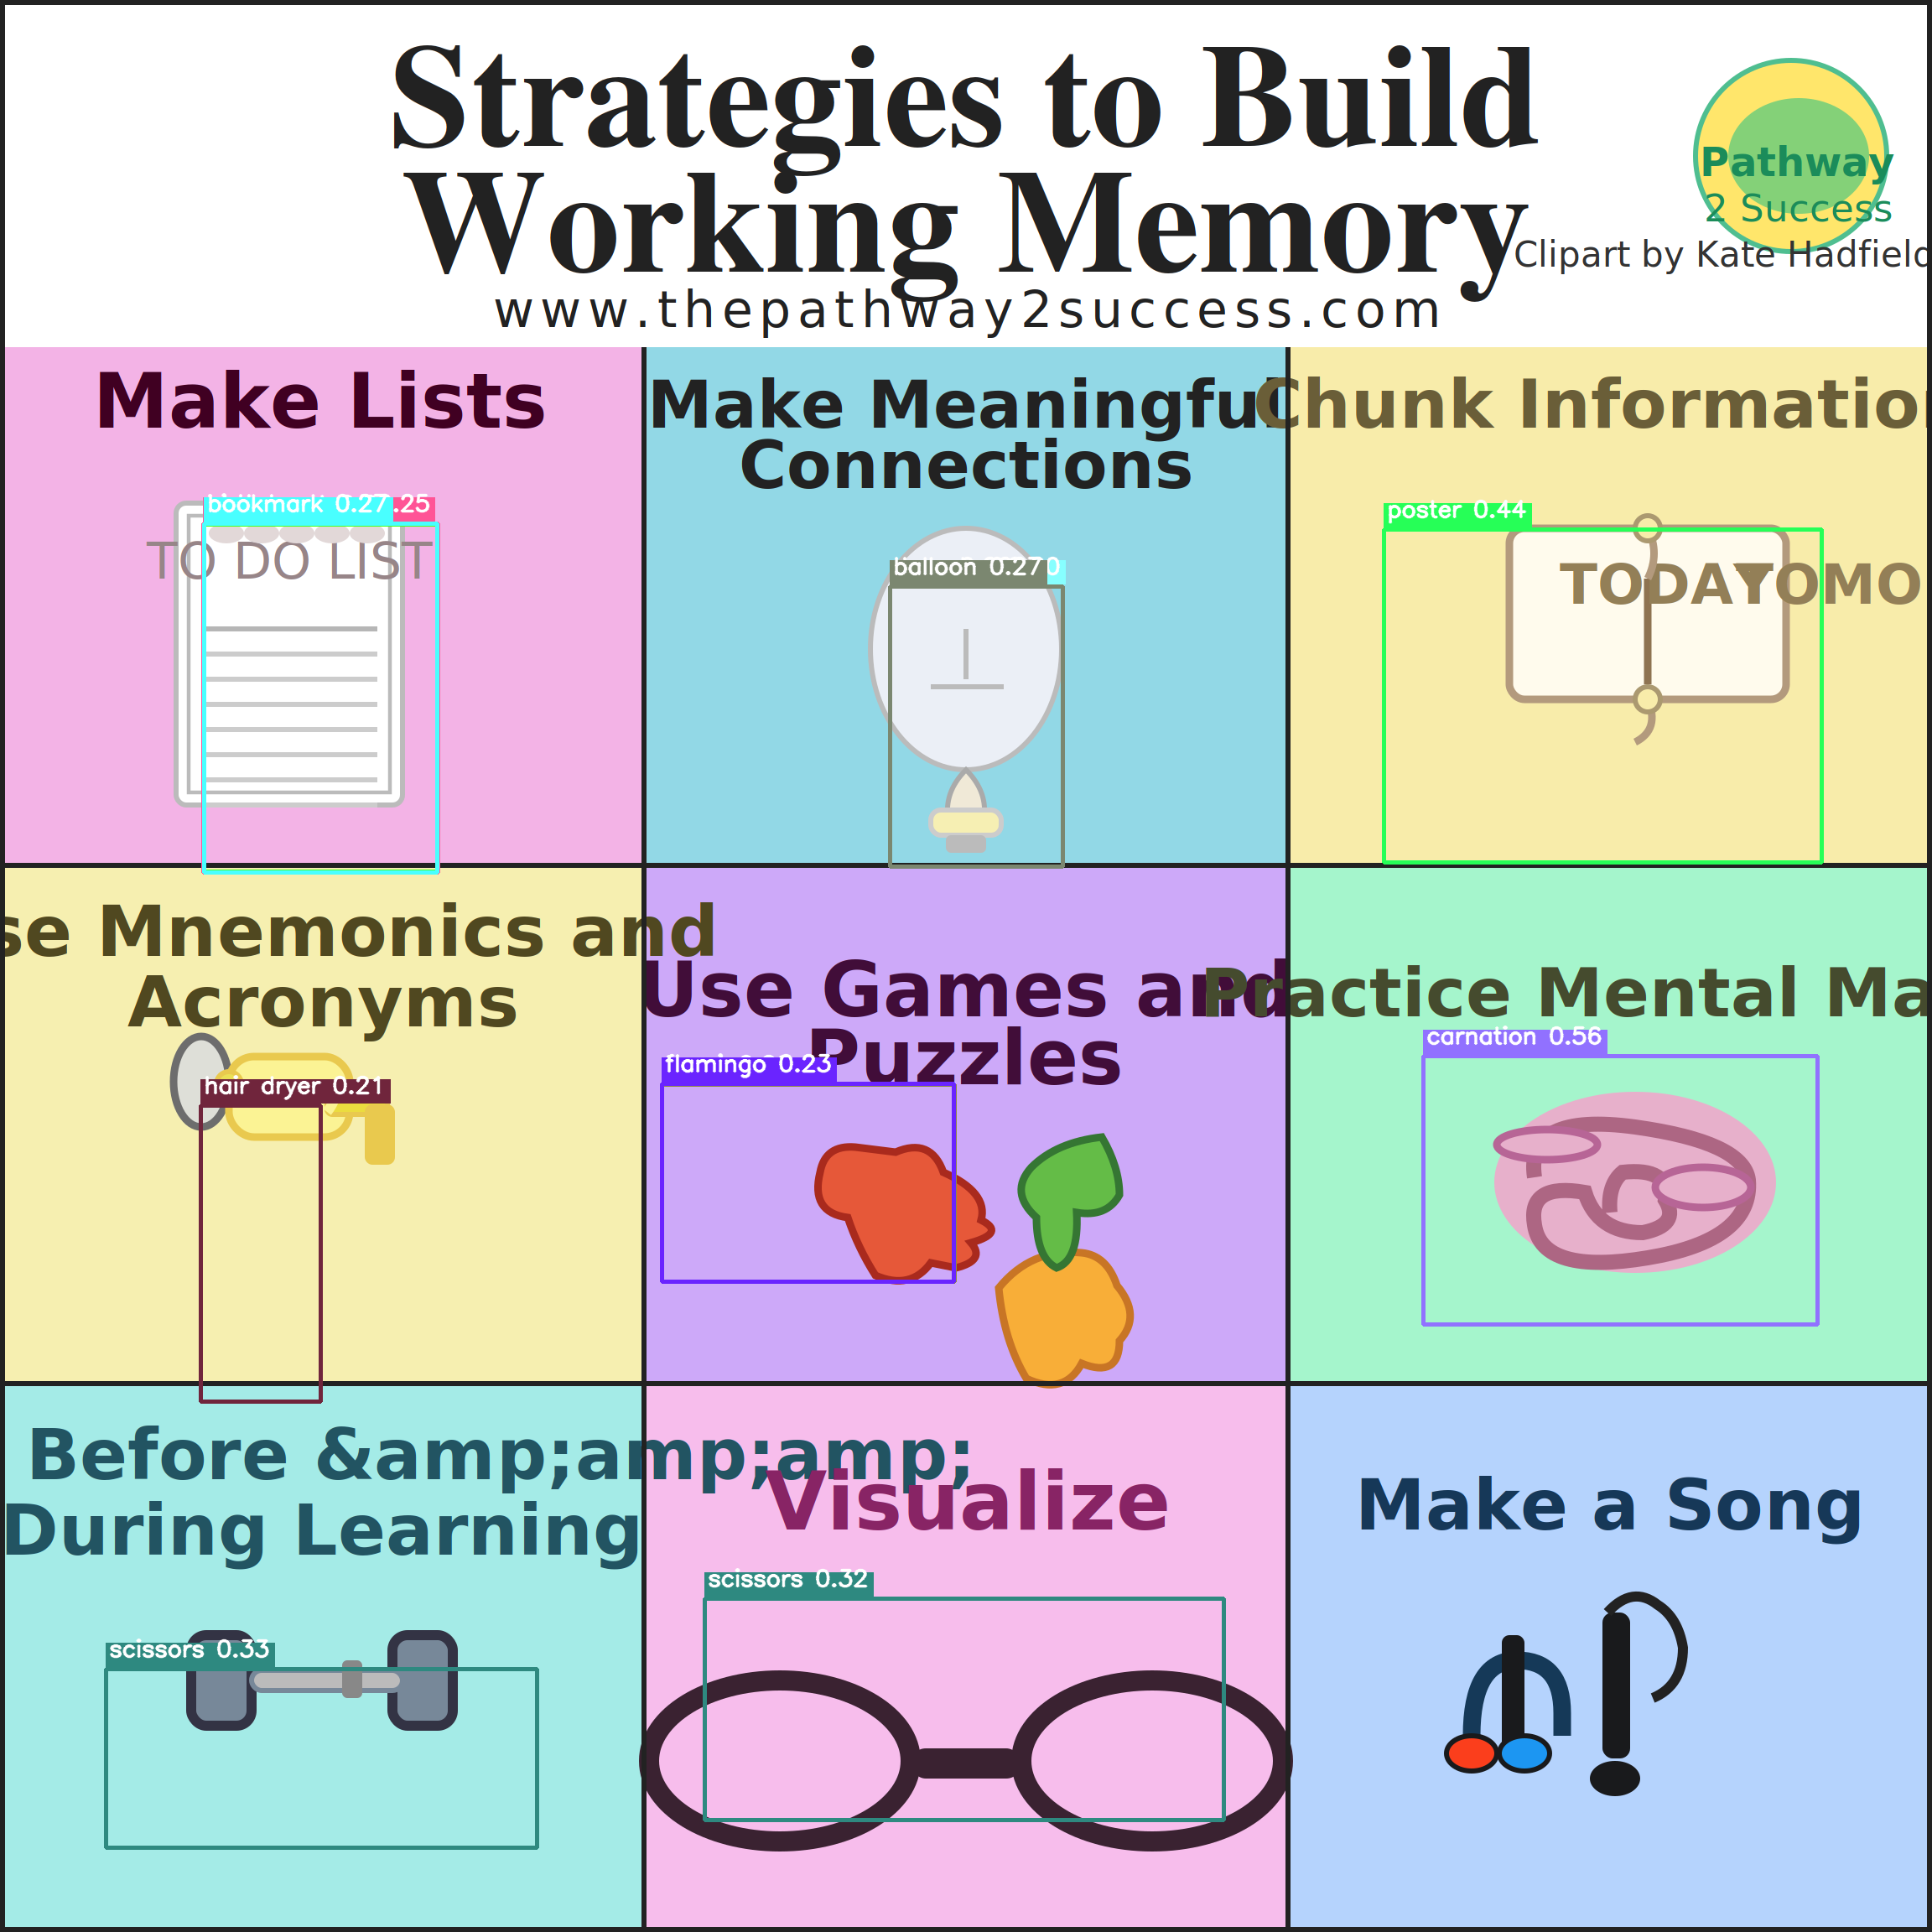 Strategies to Build
Working Memory
www.thepathway2success.com
Pathway
2 Success
Clipart by Kate Hadfield
Make Lists
bookmark 0.27.25
TO DO LIST
Make Meaningful
Connections
balloon 0.270
Chunk Information
poster 0.44
TODAY
TOMO
se Mnemonics and
Acronyms
hair dryer 0.21
Use Games and
Puzzles
flamingo 0.23
Practice Mental Ma
carnation 0.56
Before &amp;amp;amp;
During Learning
scissors 0.33
Visualize
scissors 0.32
Make a Song